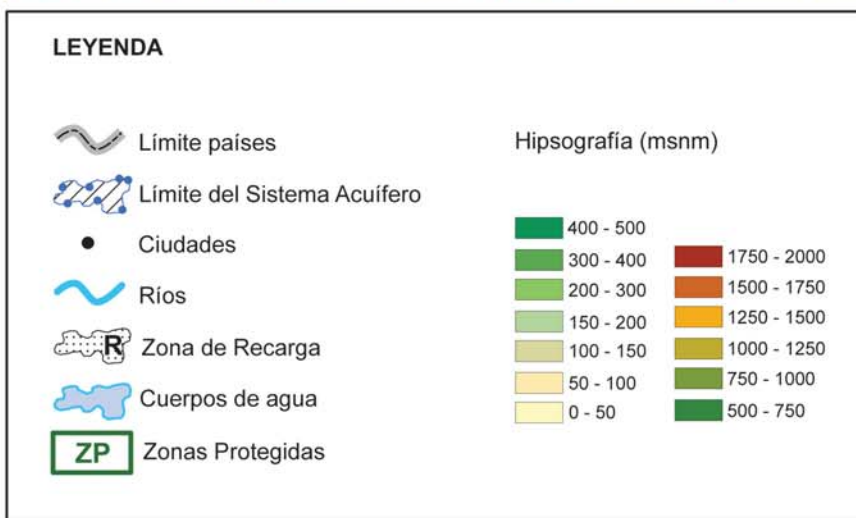 LEYENDA
Límite países
Límite del Sistema Acuífero
Ciudades
Ríos
R
Zona de Recarga
Cuerpos de agua
ZP
Zonas Protegidas
Hipsografía (msnm)
400 - 500
300 - 400
200 - 300
150 - 200
100 - 150
50 - 100
0 - 50
1750 - 2000
1500 - 1750
1250 - 1500
1000 - 1250
750 - 1000
500 - 750